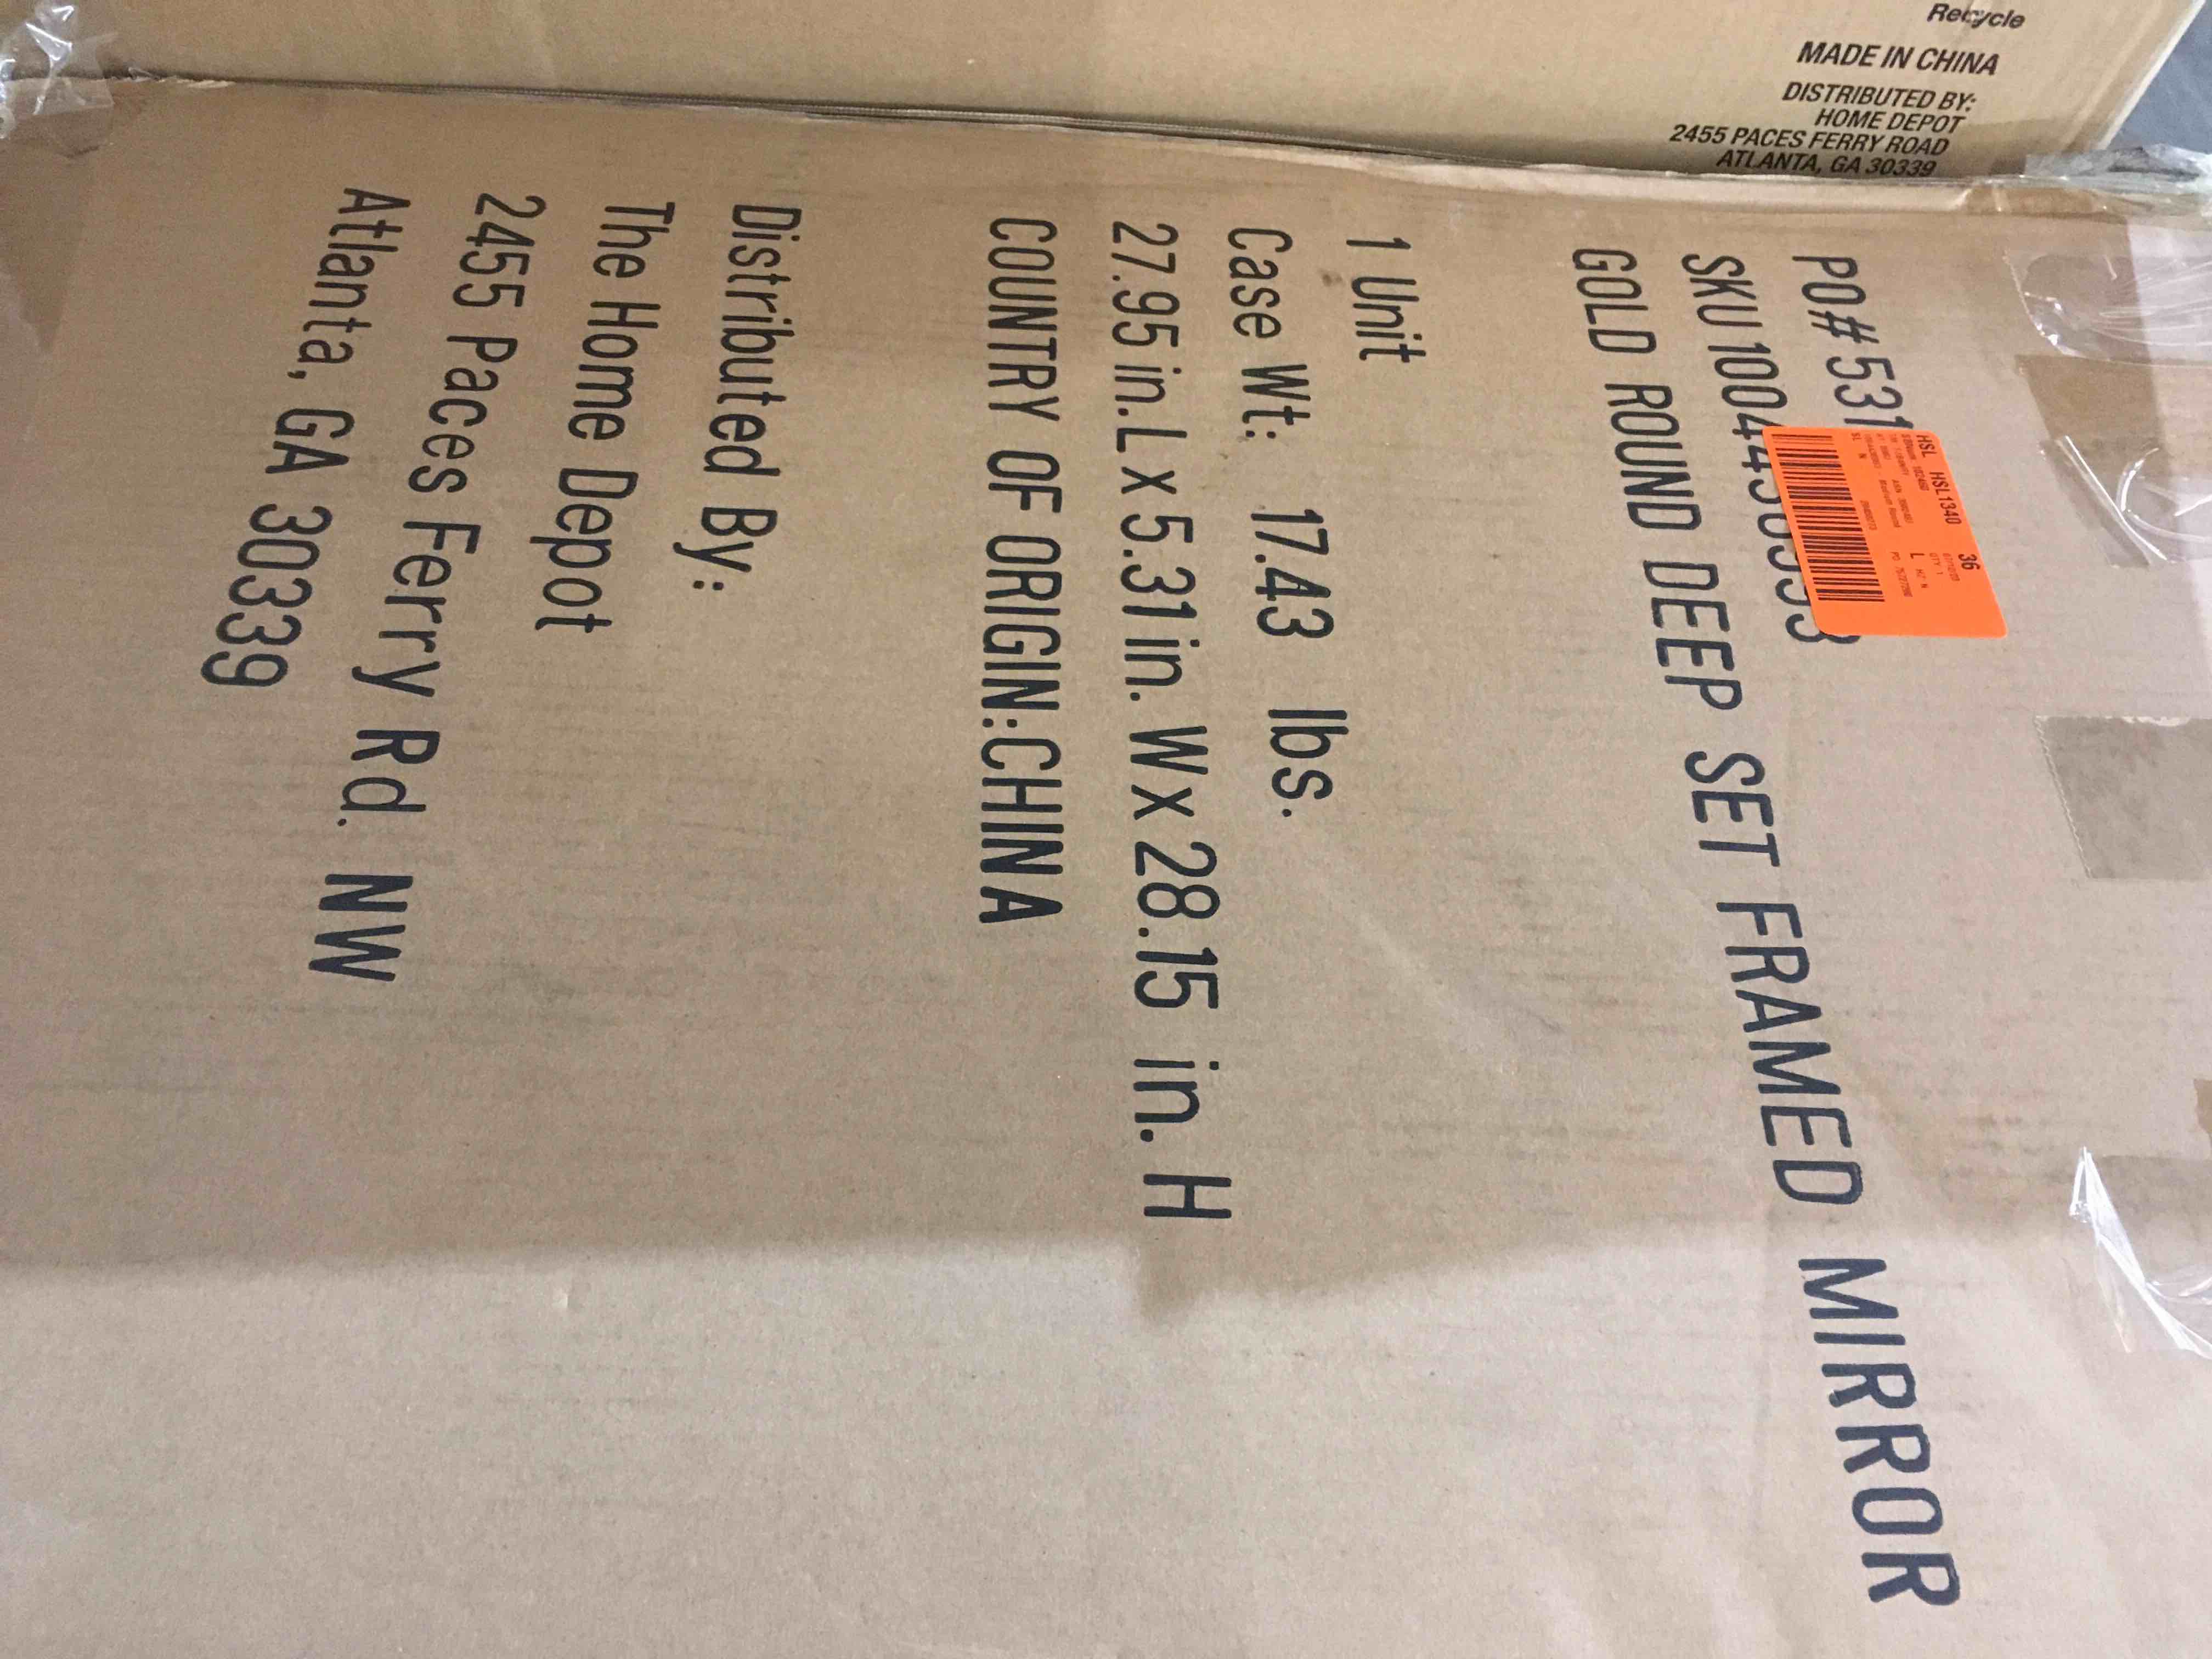 Recycle
MADE IN CHINA
DISTRIBUTED BY:
HOME DEPOT
2455 PACES FERRY ROAD
ATLANTA, GA 30339
PO# 531
SKU
GOLD ROUND DEEP SET FRAMED MIRROR
1 Unit
Case Wt: 17.43 lbs.
27.95 in. L x 5.31 in. W x 28.15 in. H
COUNTRY OF ORIGIN:CHINA
Distributed By:
The Home Depot
2455 Paces Ferry Rd. NW
Atlanta, GA 30339
HSL HSL1340 36